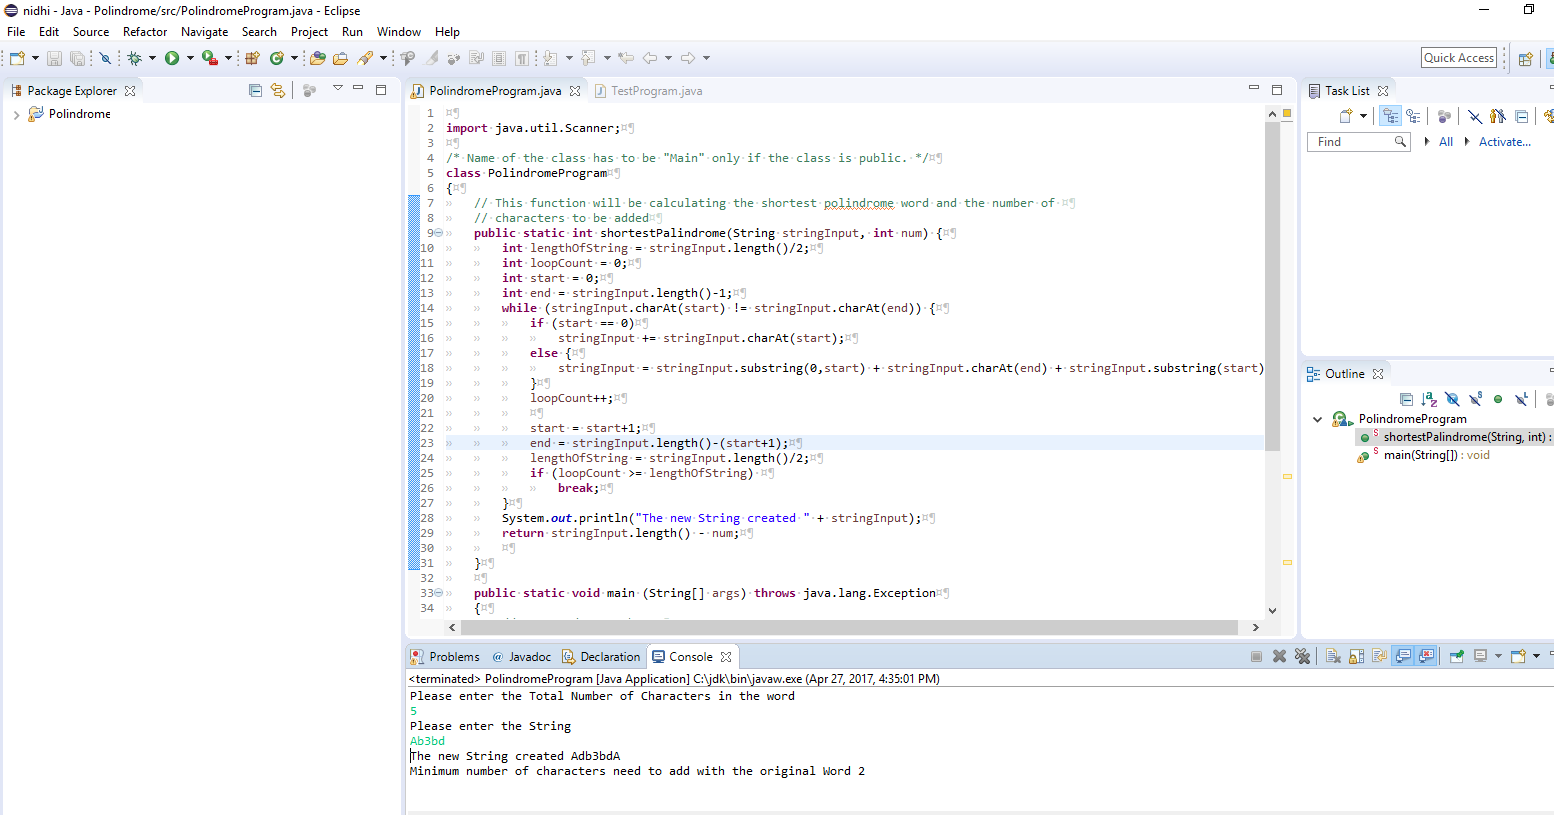 nidhi - Java - Polindrome/src/PolindromeProgram.java - Eclipse
File Edit Source Refactor Navigate Search Project Run Window Help
Quick Access
Package Explorer
Polindrome
PolindromeProgram.java TestProgram.java
1
2 import java.util.Scanner;
3
4 /* Name of the class has to be "Main" only if the class is public. */
5 class PolindromeProgram
6 {
7 // This function will be calculating the shortest polindrome word and the number of
8 // characters to be added
9 public static int shortestPalindrome(String stringInput, int num) {
10 int lengthOfString = stringInput.length()/2;
11 int loopCount = 0;
12 int start = 0;
13 int end = stringInput.length()-1;
14 while (stringInput.charAt(start) != stringInput.charAt(end)) {
15 if (start == 0)
16 stringInput += stringInput.charAt(start);
17 else {
18 stringInput = stringInput.substring(0,start) + stringInput.charAt(end) + stringInput.substring(start)
19 }
20 loopCount++;
21
22 start = start+1;
23 end = stringInput.length()-(start+1);
24 lengthOfString = stringInput.length()/2;
25 if (loopCount >= lengthOfString)
26 break;
27 }
28 System.out.println("The new String created " + stringInput);
29 return stringInput.length() - num;
30
31 }
32
33 public static void main (String[] args) throws java.lang.Exception
34 {
Task List
Find All Activate...
Outline
PolindromeProgram
shortestPalindrome(String, int) :
main(String[]) : void
Problems @ Javadoc Declaration Console
<terminated> PolindromeProgram [Java Application] C:\jdk\bin\javaw.exe (Apr 27, 2017, 4:35:01 PM)
Please enter the Total Number of Characters in the word
5
Please enter the String
Ab3bd
The new String created Adb3bdA
Minimum number of characters need to add with the original Word 2